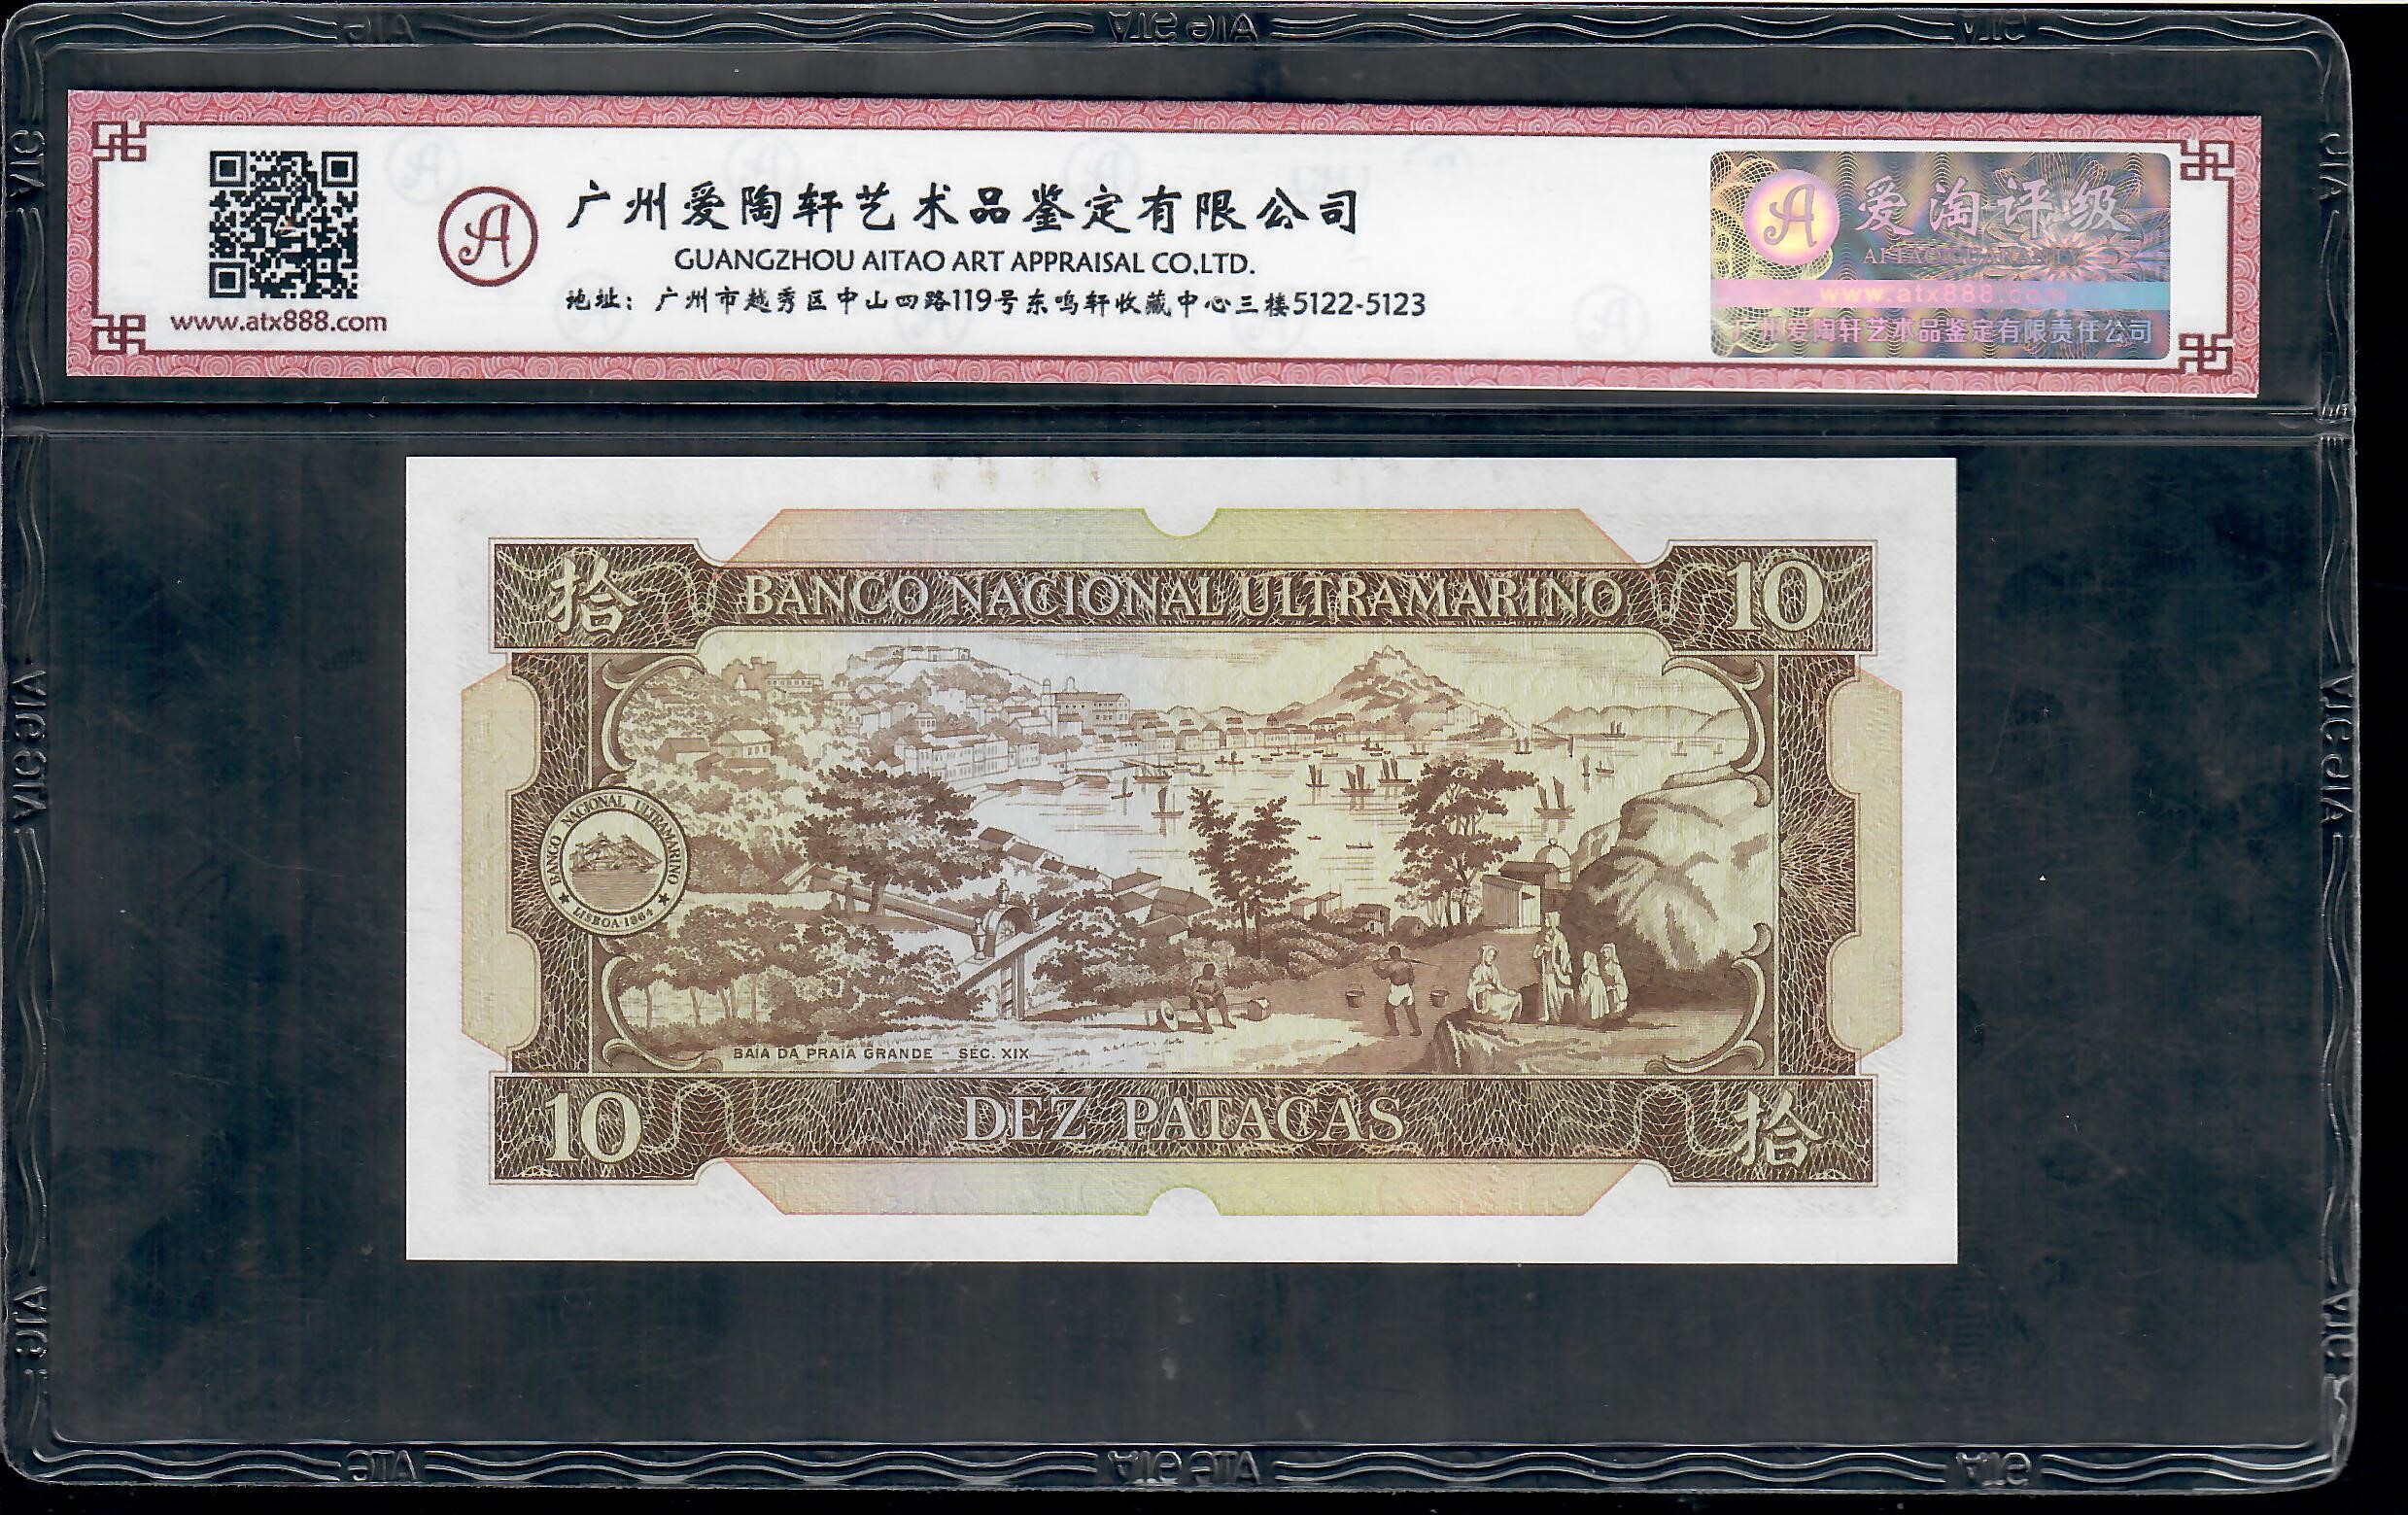 广州爱陶轩艺术品鉴定有限公司
GUANGZHOU AITAO ART APPRAISAL CO.,LTD.
地址：广州市越秀区中山四路119号东鸣轩收藏中心三楼5122-5123
www.atx888.com
A
A
爱淘评级
AI TAO GUARANTY
www.atx888.com
广州爱陶轩艺术品鉴定有限责任公司
拾
BANCO NACIONAL ULTRAMARINO
10
BANCO NACIONAL ULTRAMARINO
LISBOA-1864
BAÍA DA PRAIA GRANDE - SÉC. XIX
10
DEZ PATACAS
拾